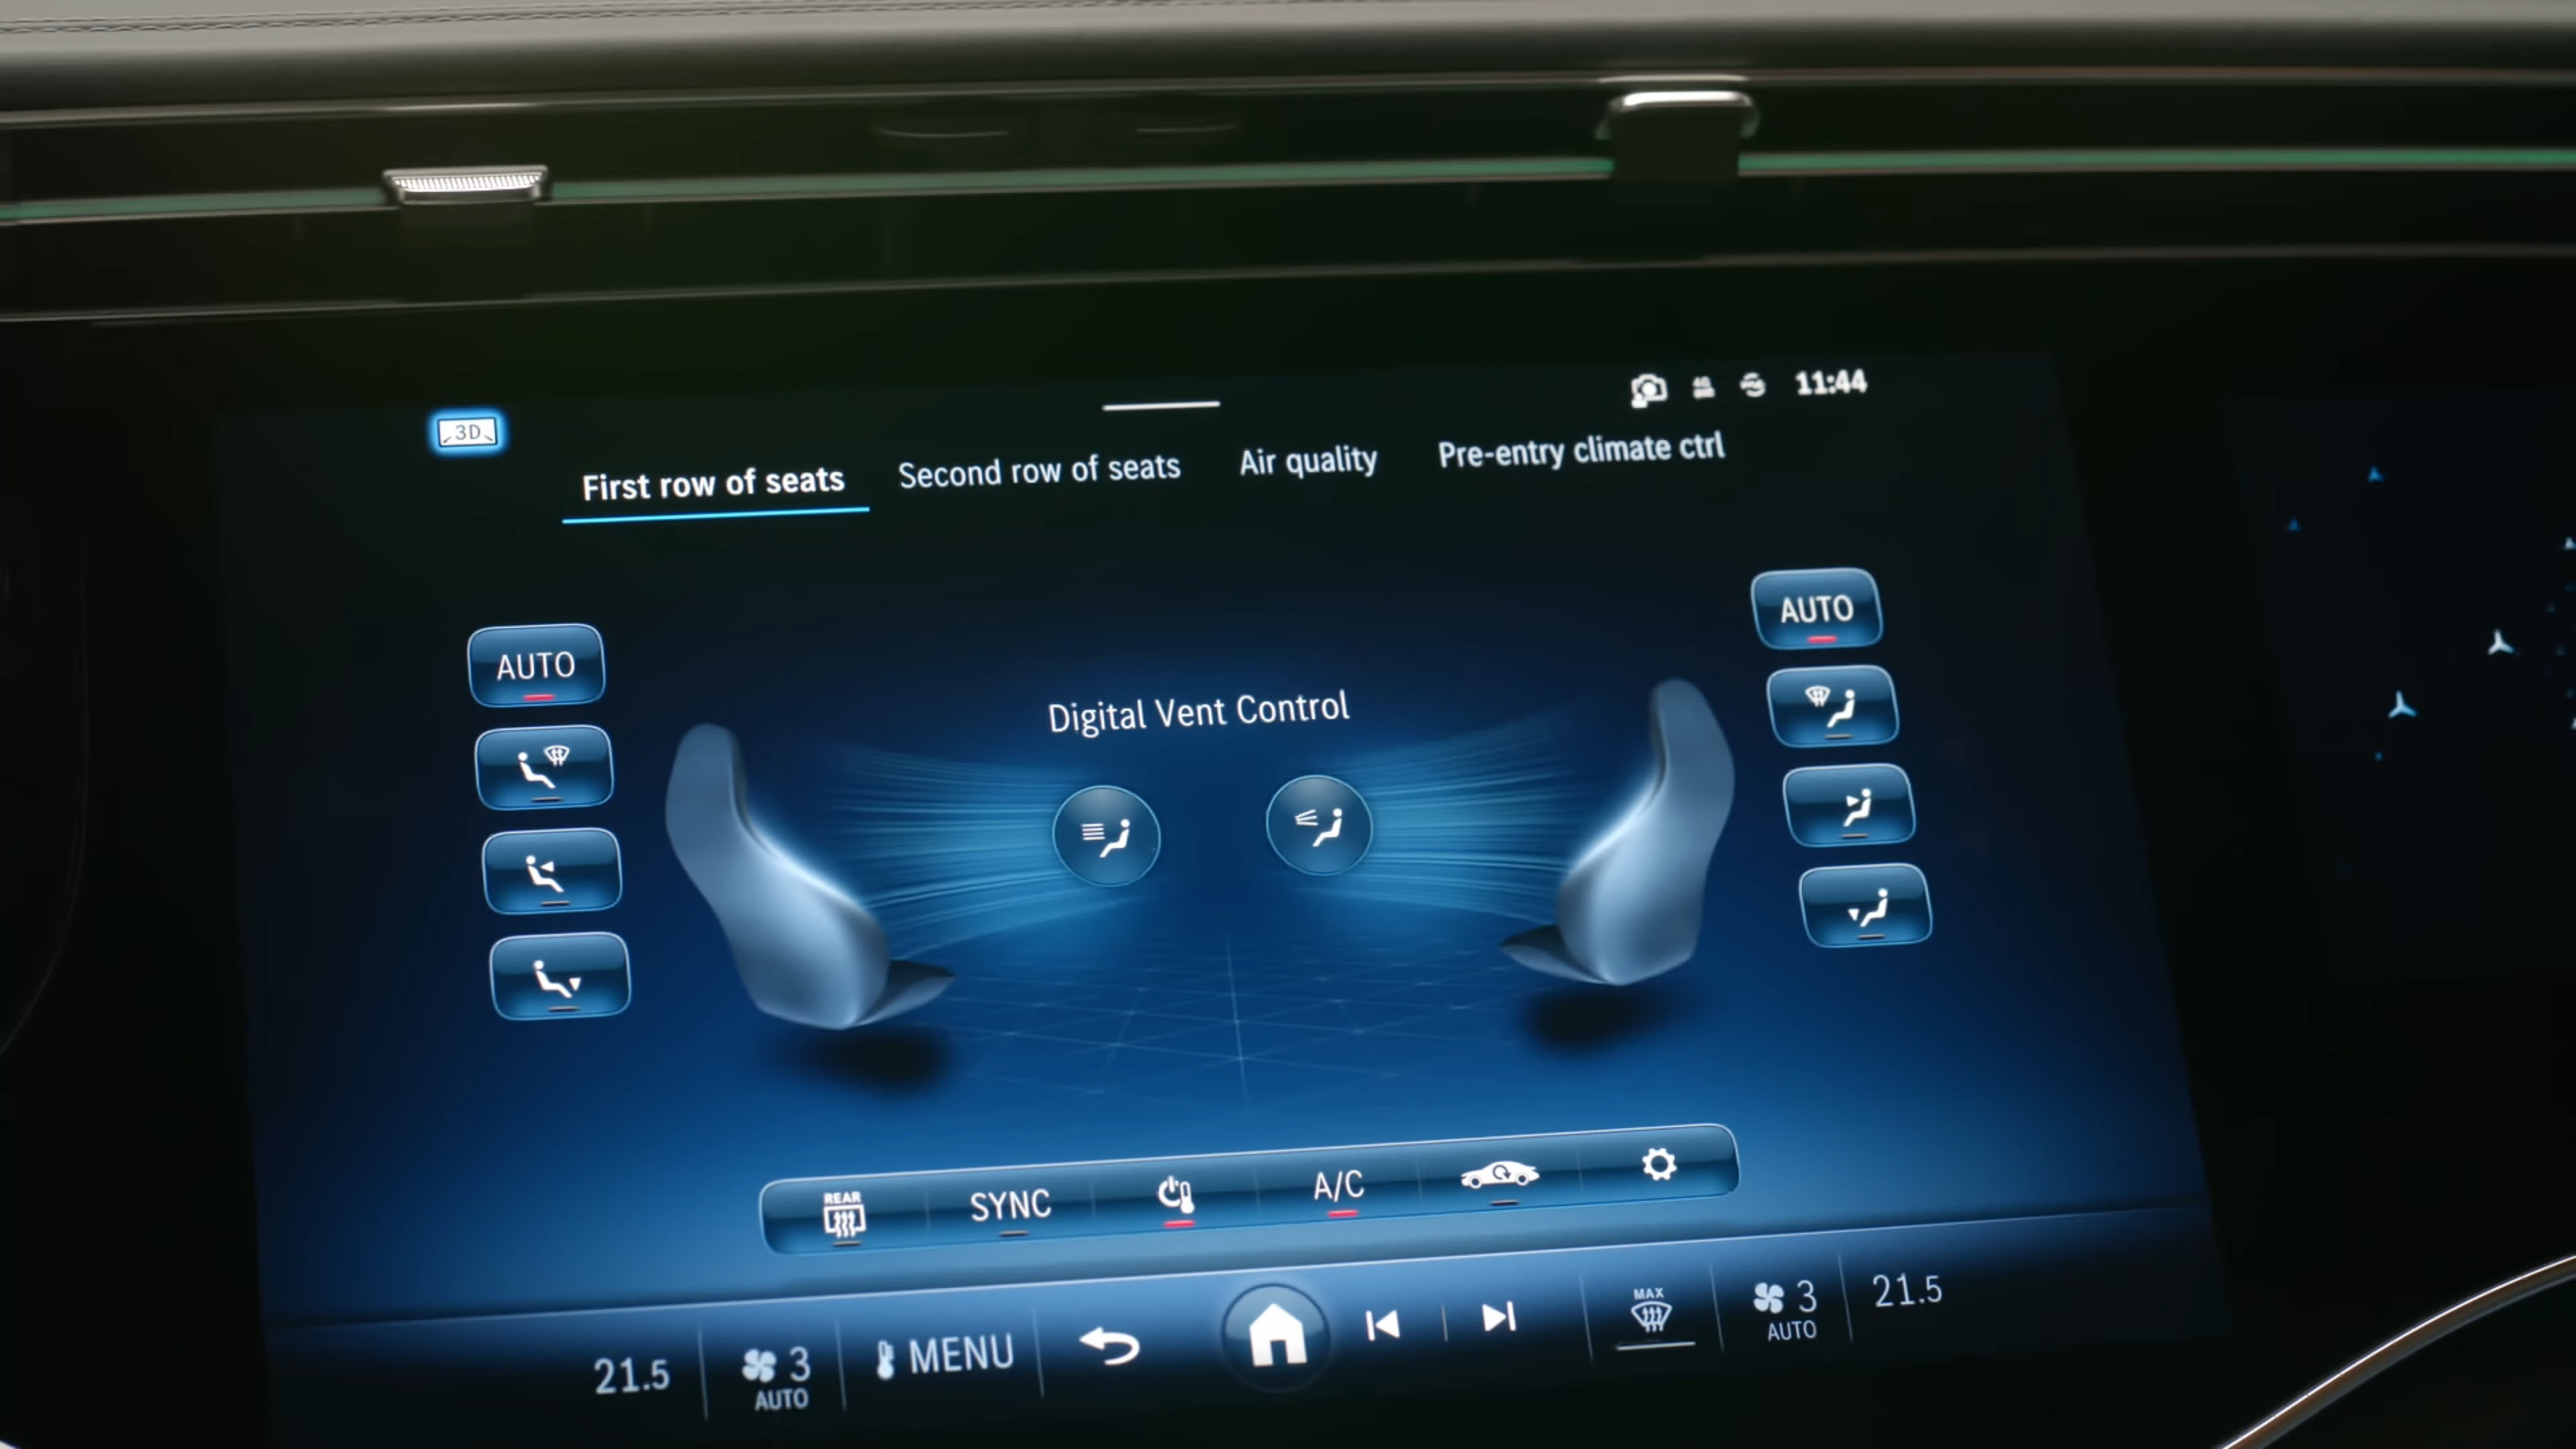 3D
11:44
First row of seats
Second row of seats
Air quality
Pre-entry climate ctrl
AUTO
AUTO
Digital Vent Control
REAR
SYNC
A/C
21.5
3
AUTO
MENU
MAX
3
AUTO
21.5